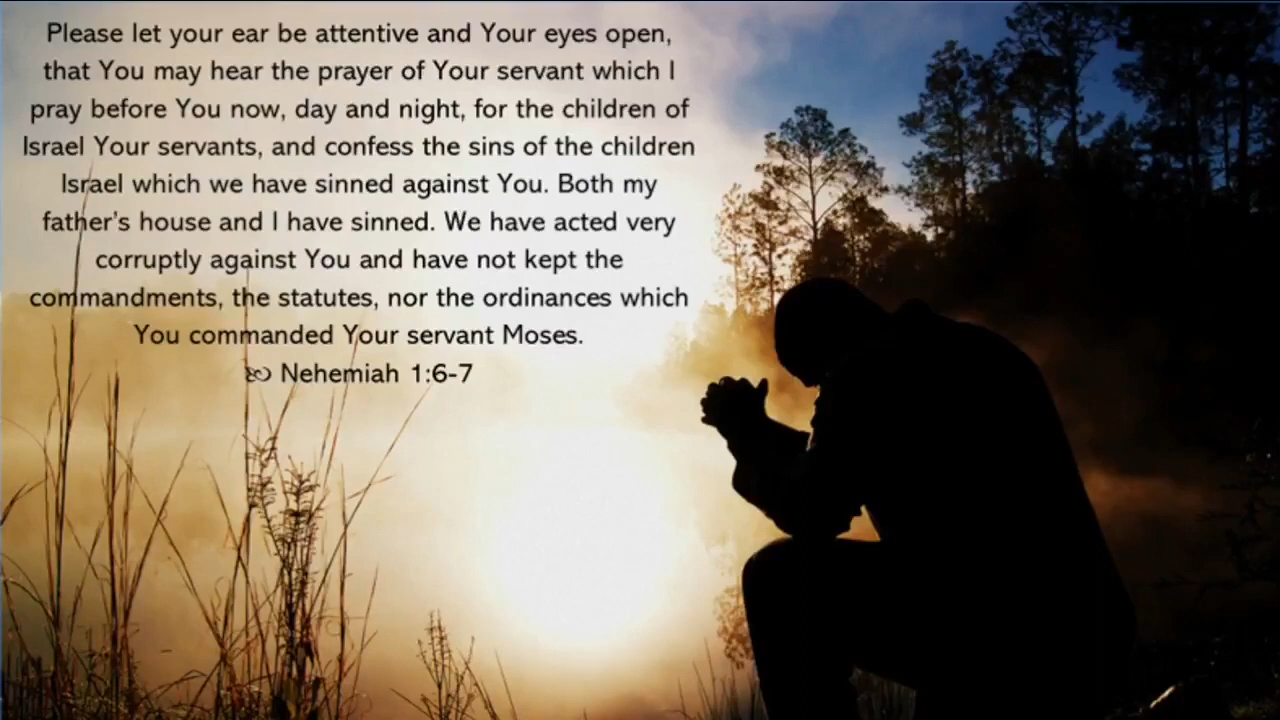 Please let your ear be attentive and Your eyes open,
that You may hear the prayer of Your servant which I
pray before You now, day and night, for the children of
Israel Your servants, and confess the sins of the children
Israel which we have sinned against You. Both my
father’s house and I have sinned. We have acted very
corruptly against You and have not kept the
commandments, the statutes, nor the ordinances which
You commanded Your servant Moses.
Nehemiah 1:6-7